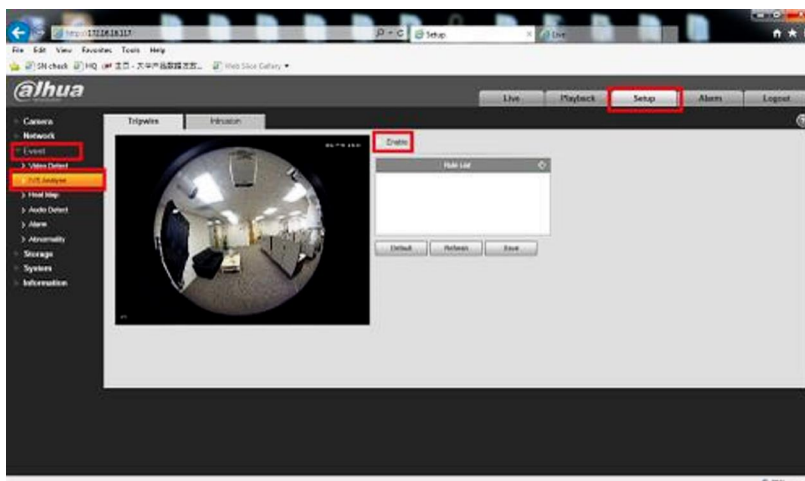 Setup
Live
File Edit View Favorites Tools Help
SN check HQ Web Slice Gallery
alhua
Live Playback Setup Alarm Logout
Camera
Network
Event
Video Detect
IVS Analyse
Heat Map
Audio Detect
Alarm
Abnormality
Storage
System
Information
Tripwire Intrusion
Enable
Rule List
Default Refresh Save